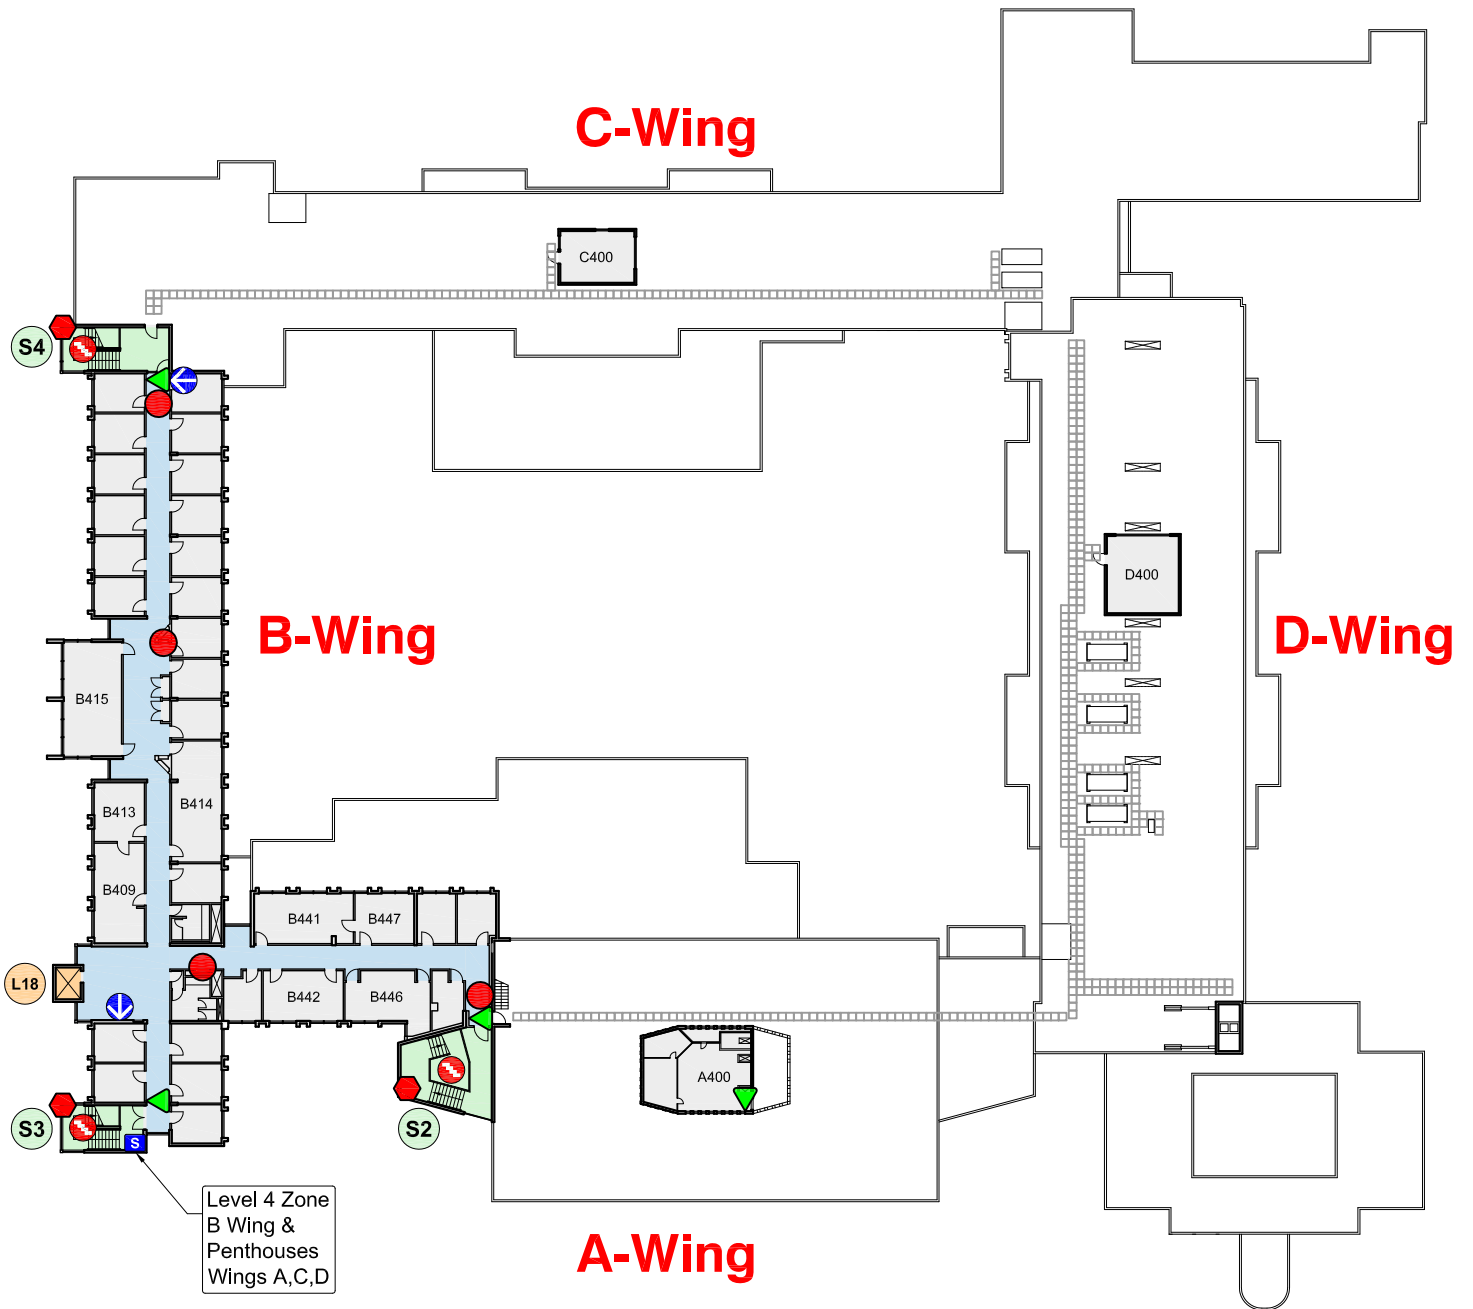 C-Wing
C400
S4
D400
B-Wing
D-Wing
B415
B414
B413
B409
B441
B447
L18
B442
B446
A400
S3
S
S2
Level 4 Zone
B Wing &
Penthouses
Wings A,C,D
A-Wing